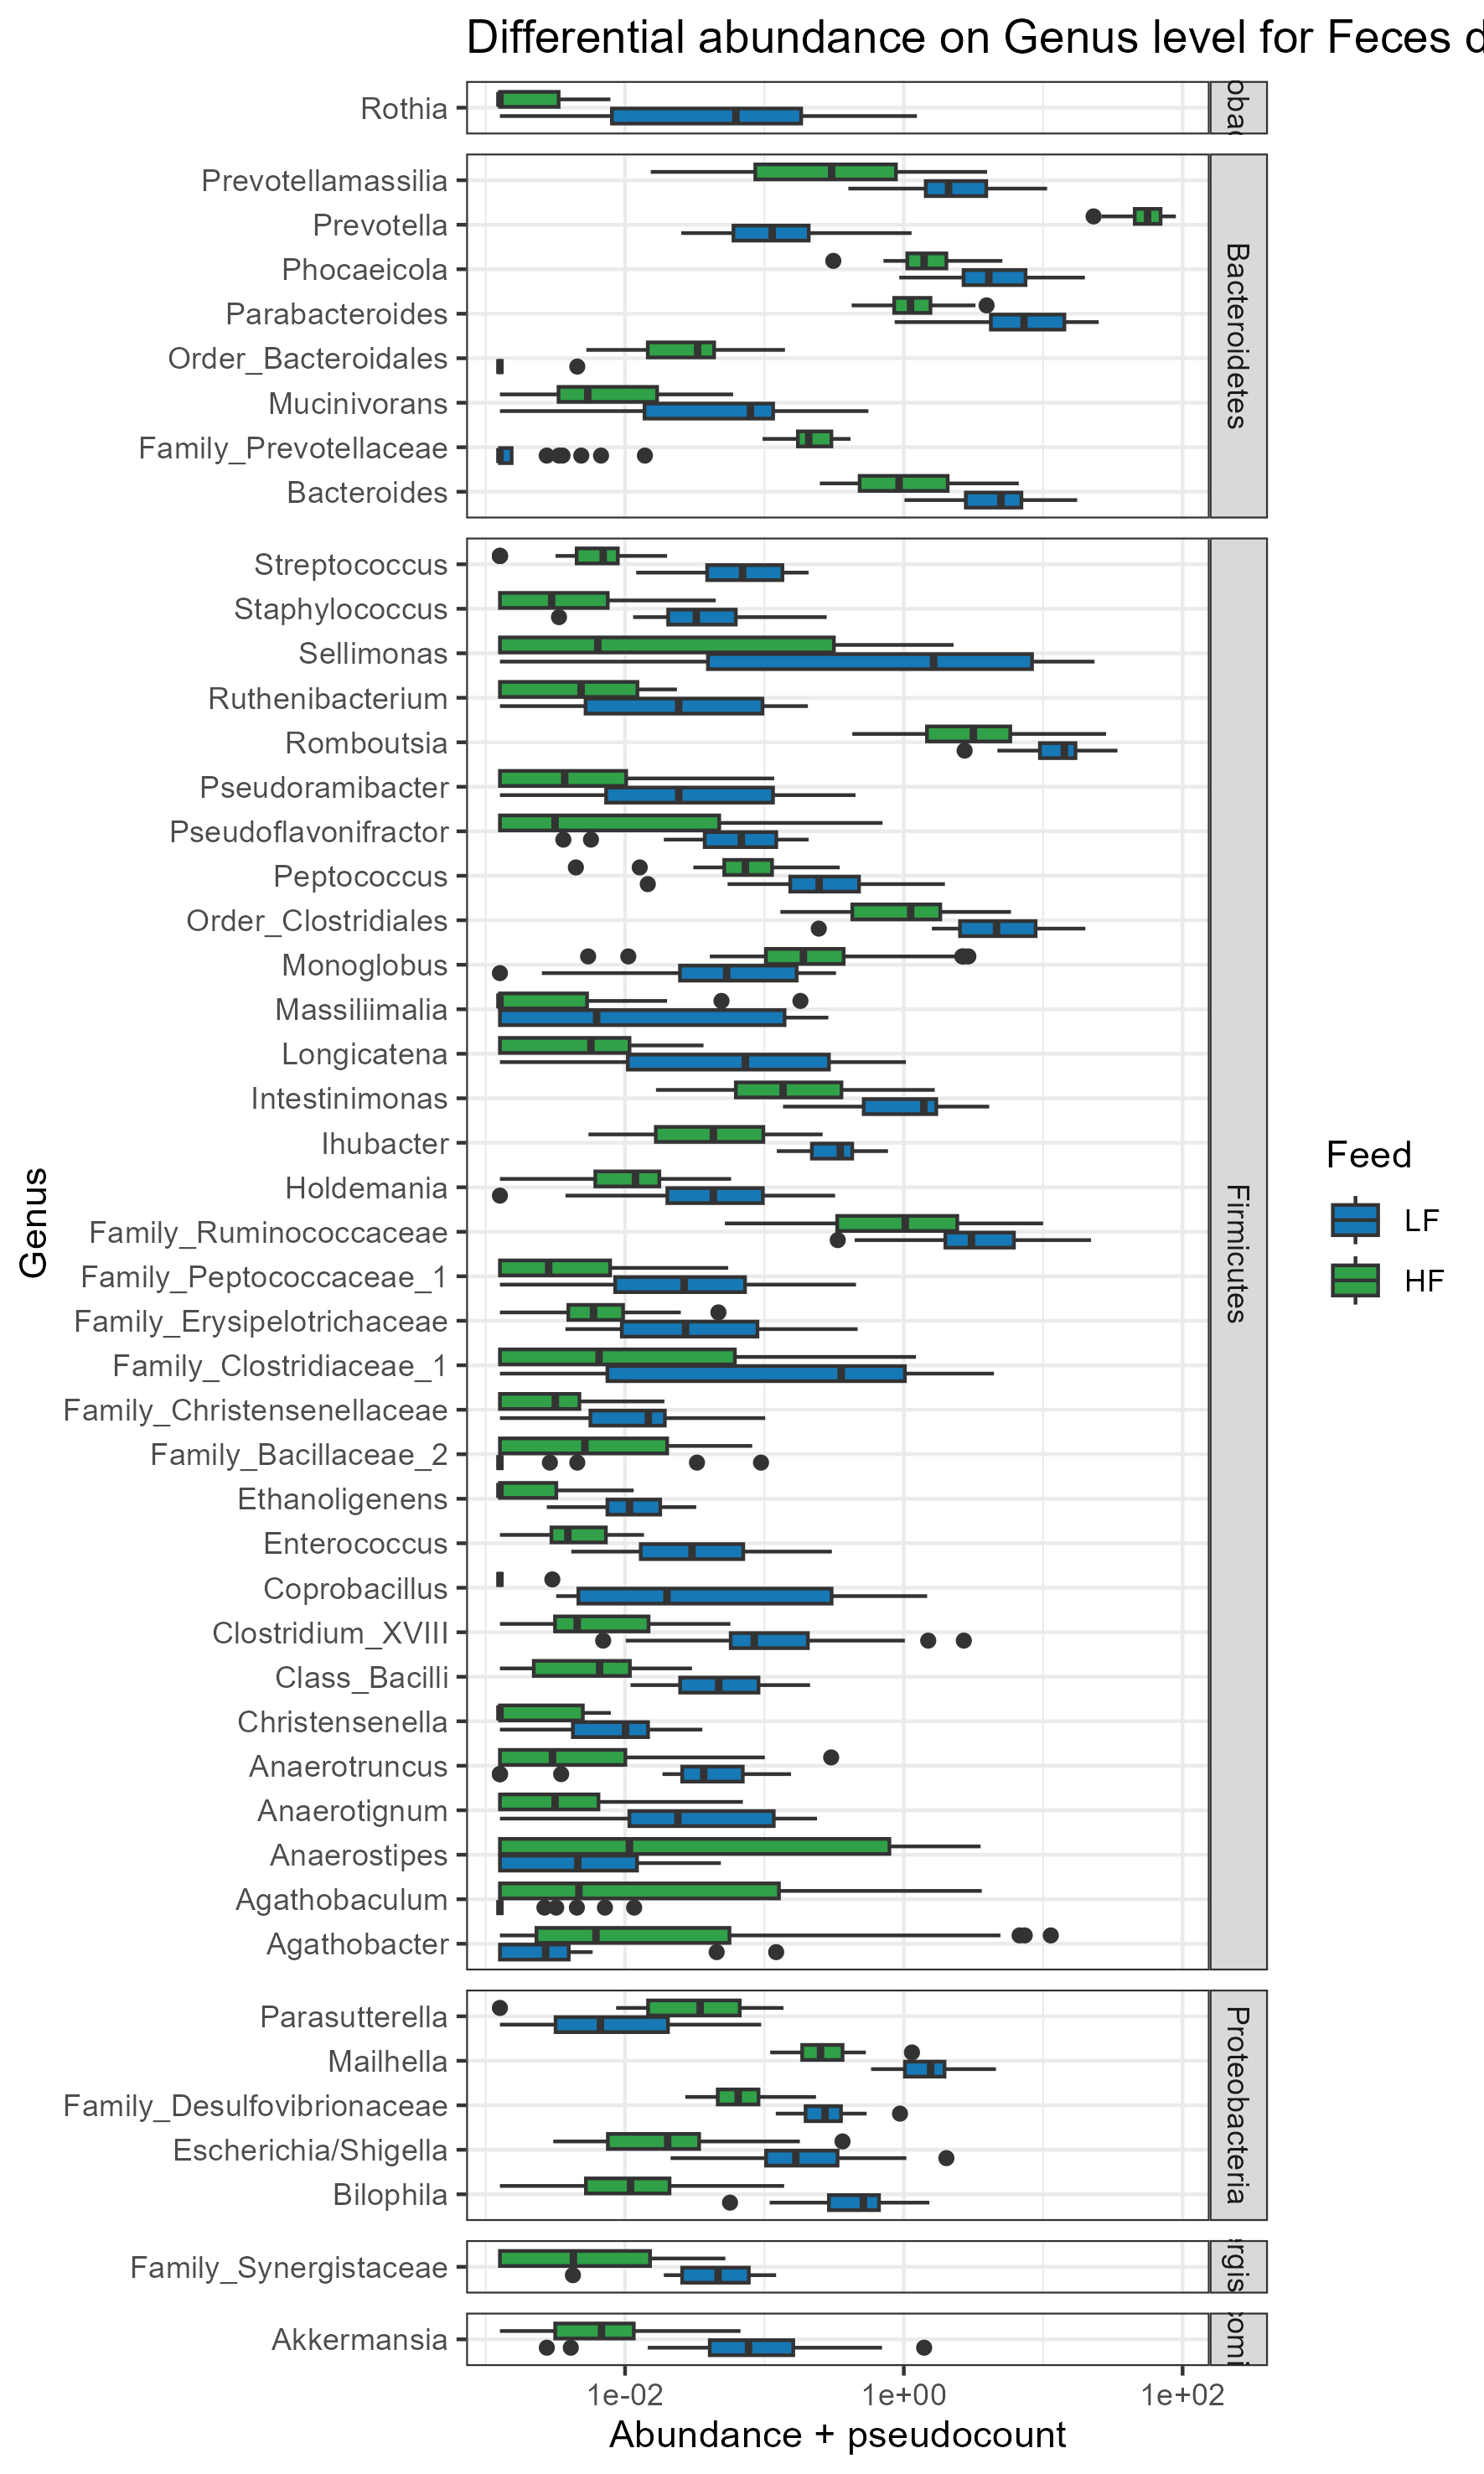 Differential abundance on Genus level for Feces d
Rothia
obac
Prevotellamassilia
Prevotella
Phocaeicola
Parabacteroides
Order_Bacteroidales
Mucinivorans
Family_Prevotellaceae
Bacteroides
Bacteroidetes
Streptococcus
Staphylococcus
Sellimonas
Ruthenibacterium
Romboutsia
Pseudoramibacter
Pseudoflavonifractor
Peptococcus
Order_Clostridiales
Monoglobus
Massiliimalia
Longicatena
Intestinimonas
Ihubacter
Holdemania
Family_Ruminococcaceae
Family_Peptococcaceae_1
Family_Erysipelotrichaceae
Family_Clostridiaceae_1
Family_Christensenellaceae
Family_Bacillaceae_2
Ethanoligenens
Enterococcus
Coprobacillus
Clostridium_XVIII
Class_Bacilli
Christensenella
Anaerotruncus
Anaerotignum
Anaerostipes
Agathobaculum
Agathobacter
Firmicutes
Parasutterella
Mailhella
Family_Desulfovibrionaceae
Escherichia/Shigella
Bilophila
Proteobacteria
Family_Synergistaceae
rgis
Akkermansia
comi
1e-02
1e+00
1e+02
Abundance + pseudocount
Genus
Feed
LF
HF